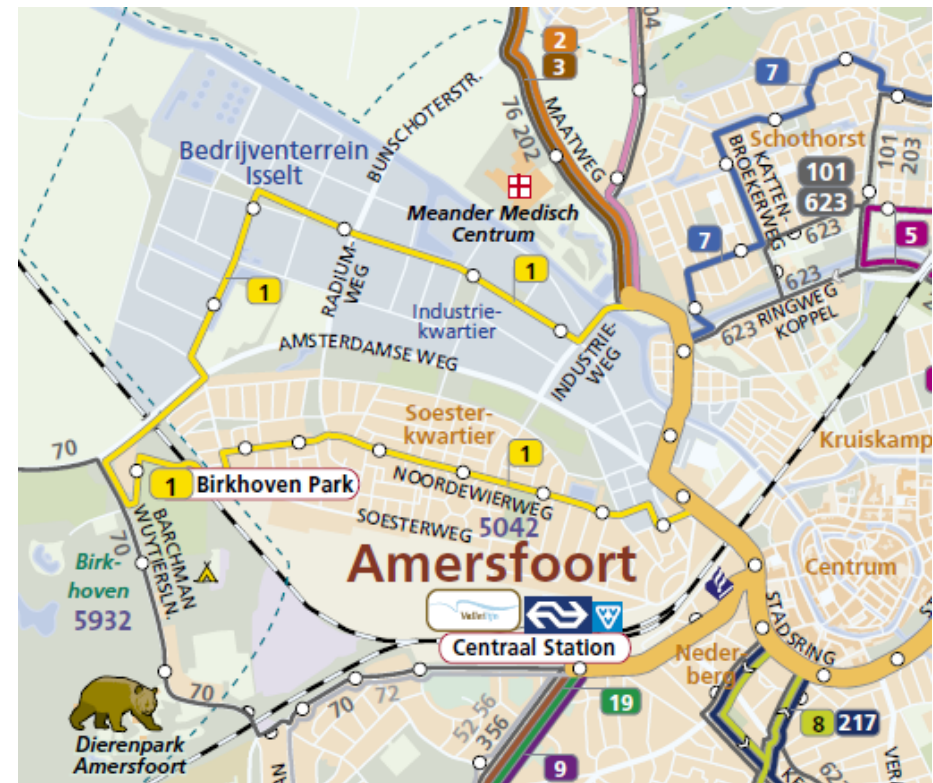 2
3
04
7
76 202
MAATWEG
BUNSCHOTERSTR.
Schothorst
KATTEN-
BROEKERWEG
101
203
101
623
Bedrijventerrein
Isselt
Meander Medisch
Centrum
623
5
7
1
RADIUM-
WEG
1
623
Industrie-
kwartier
RINGWEG
KOPPEL
623
AMSTERDAMSE WEG
INDUSTRIE-
WEG
Soester-
kwartier
Kruiskamp
70
1
1 Birkhoven Park
NOORDEWIERWEG
SOESTERWEG
5042
BARCHMAN
WUYTIERSLN.
70
Amersfoort
Birk-
hoven
5932
Centrum
STADSRING
ValleiLijn
VVV
Centraal Station
Neder-
berg
70
70
72
52 56
356
19
8 217
9
Dierenpark
Amersfoort